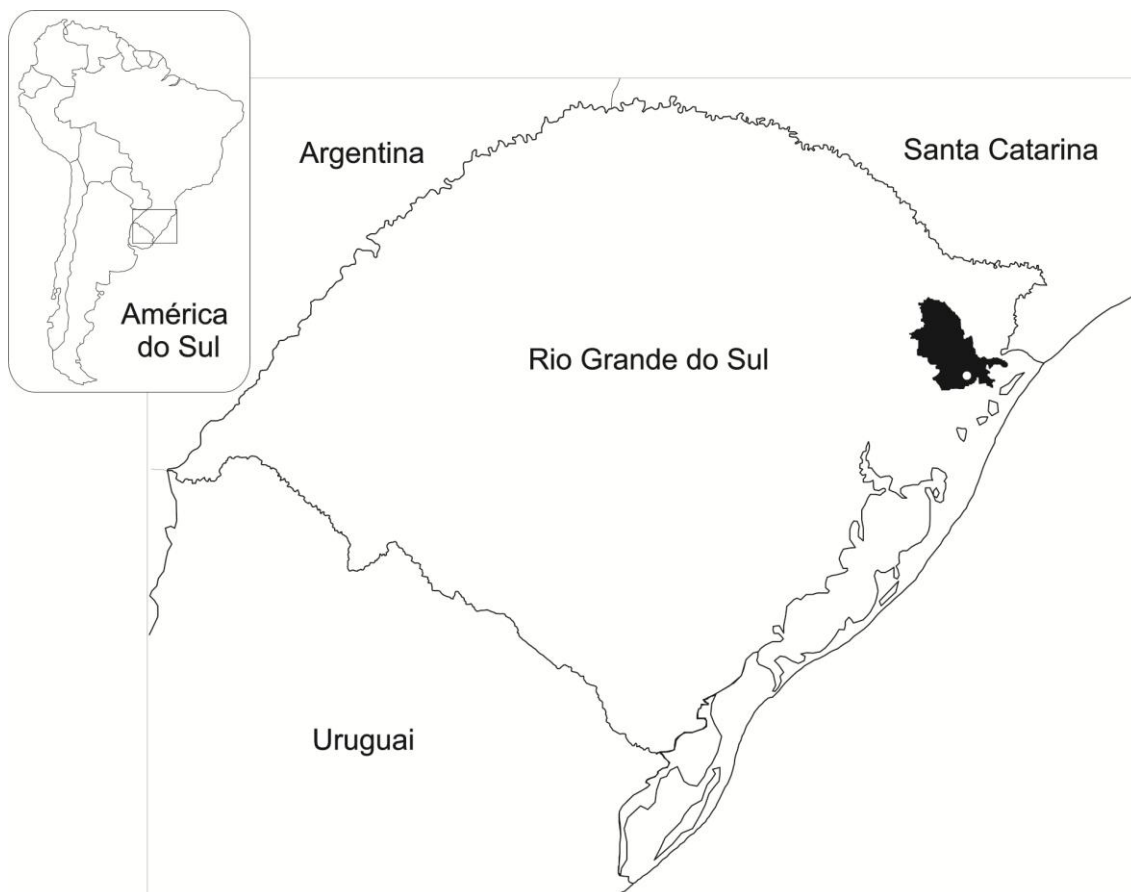 Argentina
Santa Catarina
América
do Sul
Rio Grande do Sul
Uruguai